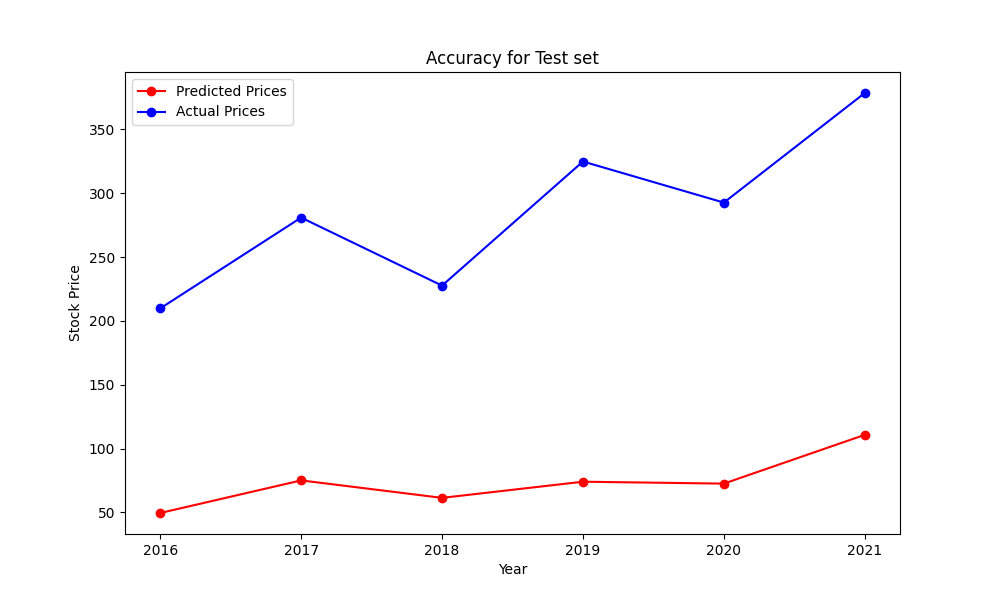 Accuracy for Test set
Predicted Prices
Actual Prices
350
300
250
200
150
100
50
Stock Price
2016 2017 2018 2019 2020 2021
Year